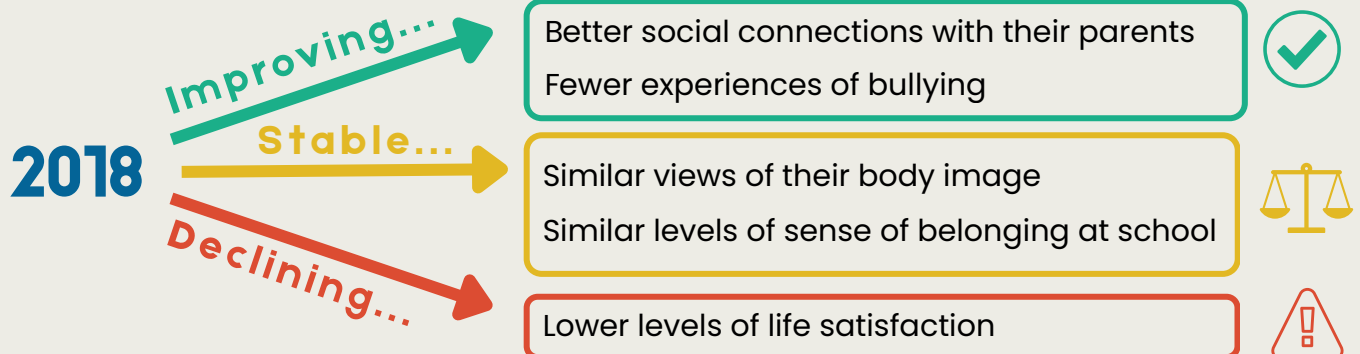 2018
Improving...
Better social connections with their parents
Fewer experiences of bullying
Stable...
Similar views of their body image
Similar levels of sense of belonging at school
Declining...
Lower levels of life satisfaction